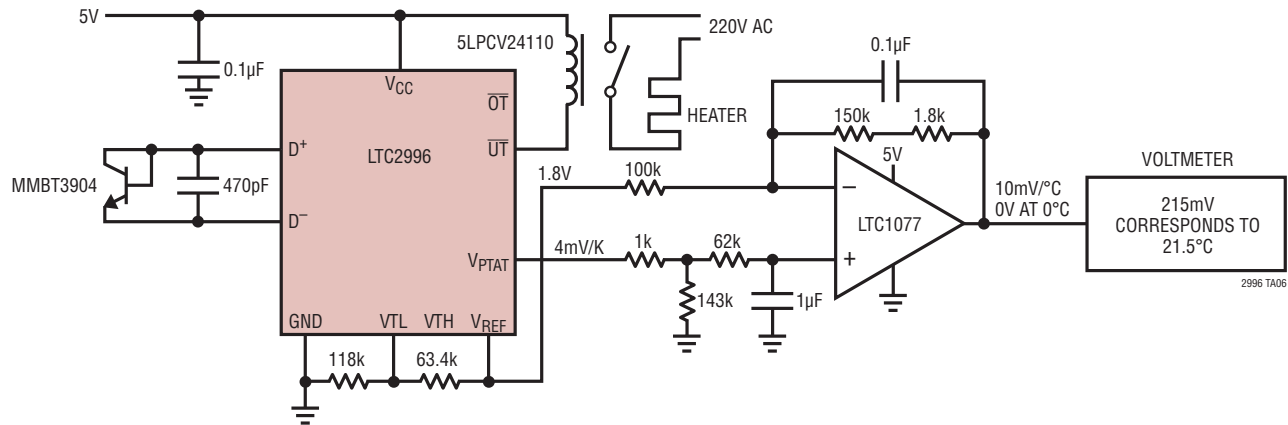 5V
0.1µF
5LPCV24110
220V AC
HEATER
VCC
OT
UT
LTC2996
D+
D−
MMBT3904
470pF
VPTAT
GND
VTL
VTH
VREF
118k
63.4k
1.8V
100k
4mV/K
1k
62k
143k
1µF
0.1µF
150k
1.8k
5V
−
+
LTC1077
10mV/°C
0V AT 0°C
VOLTMETER
215mV
CORRESPONDS TO
21.5°C
2996 TA06